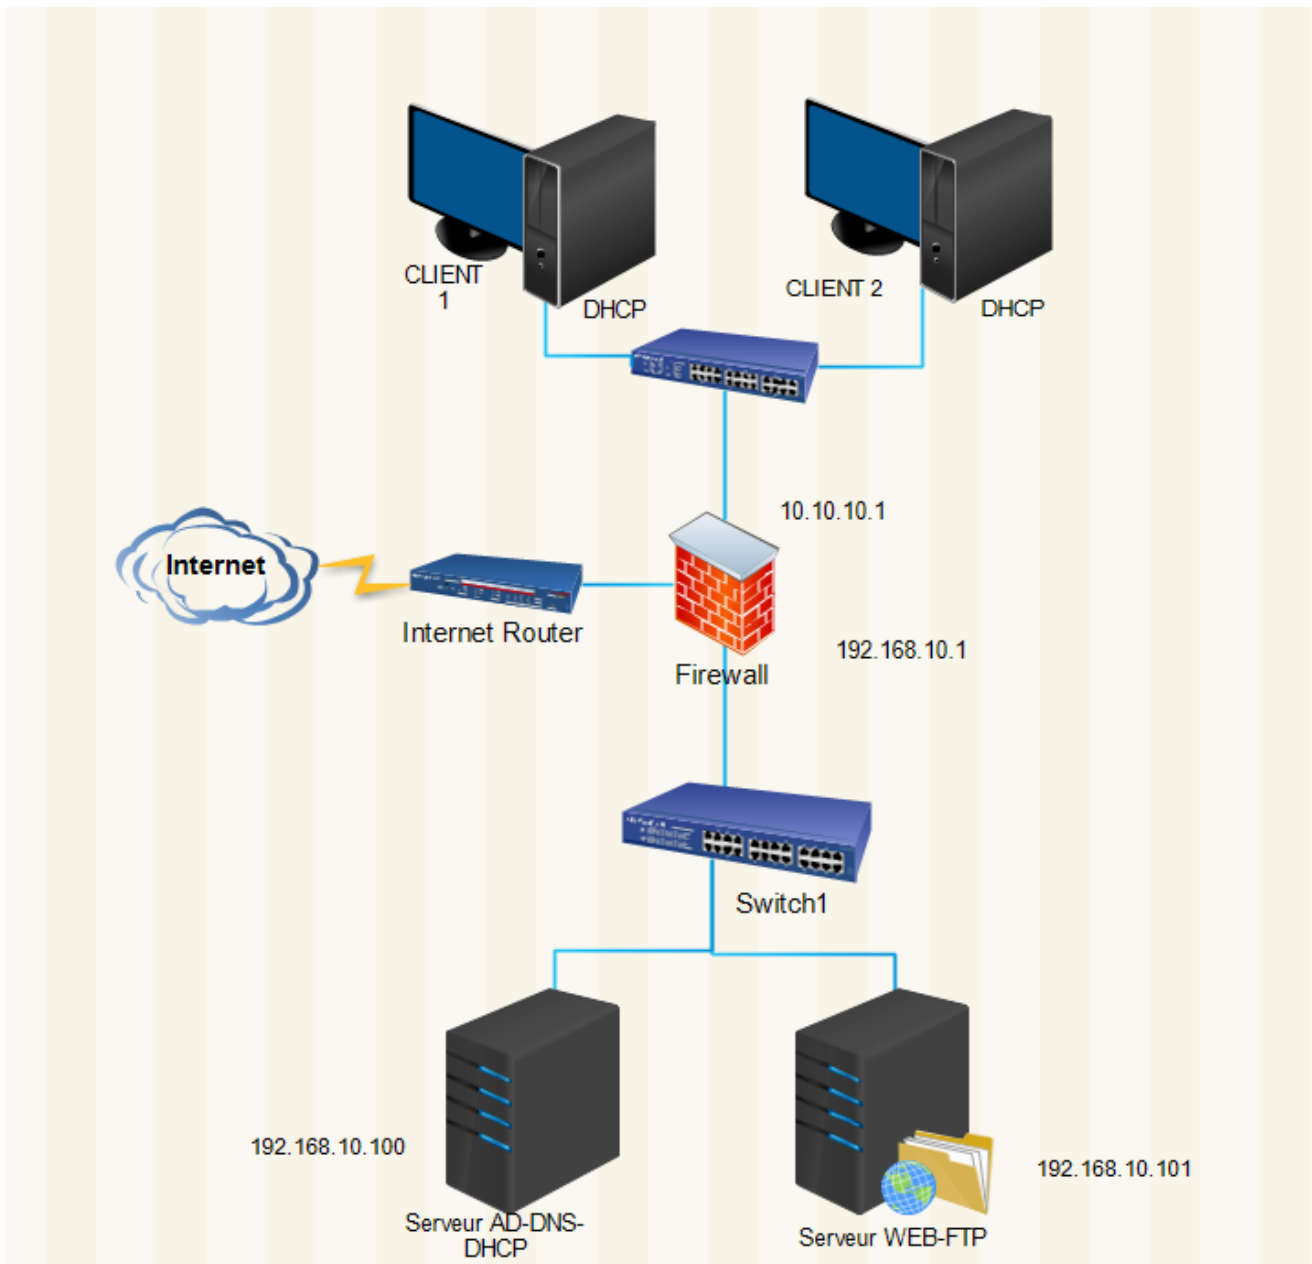 CLIENT
1
DHCP
CLIENT 2
DHCP
10.10.10.1
Internet
Internet Router
192.168.10.1
Firewall
Switch1
192.168.10.100
192.168.10.101
Serveur AD-DNS-
DHCP
Serveur WEB-FTP